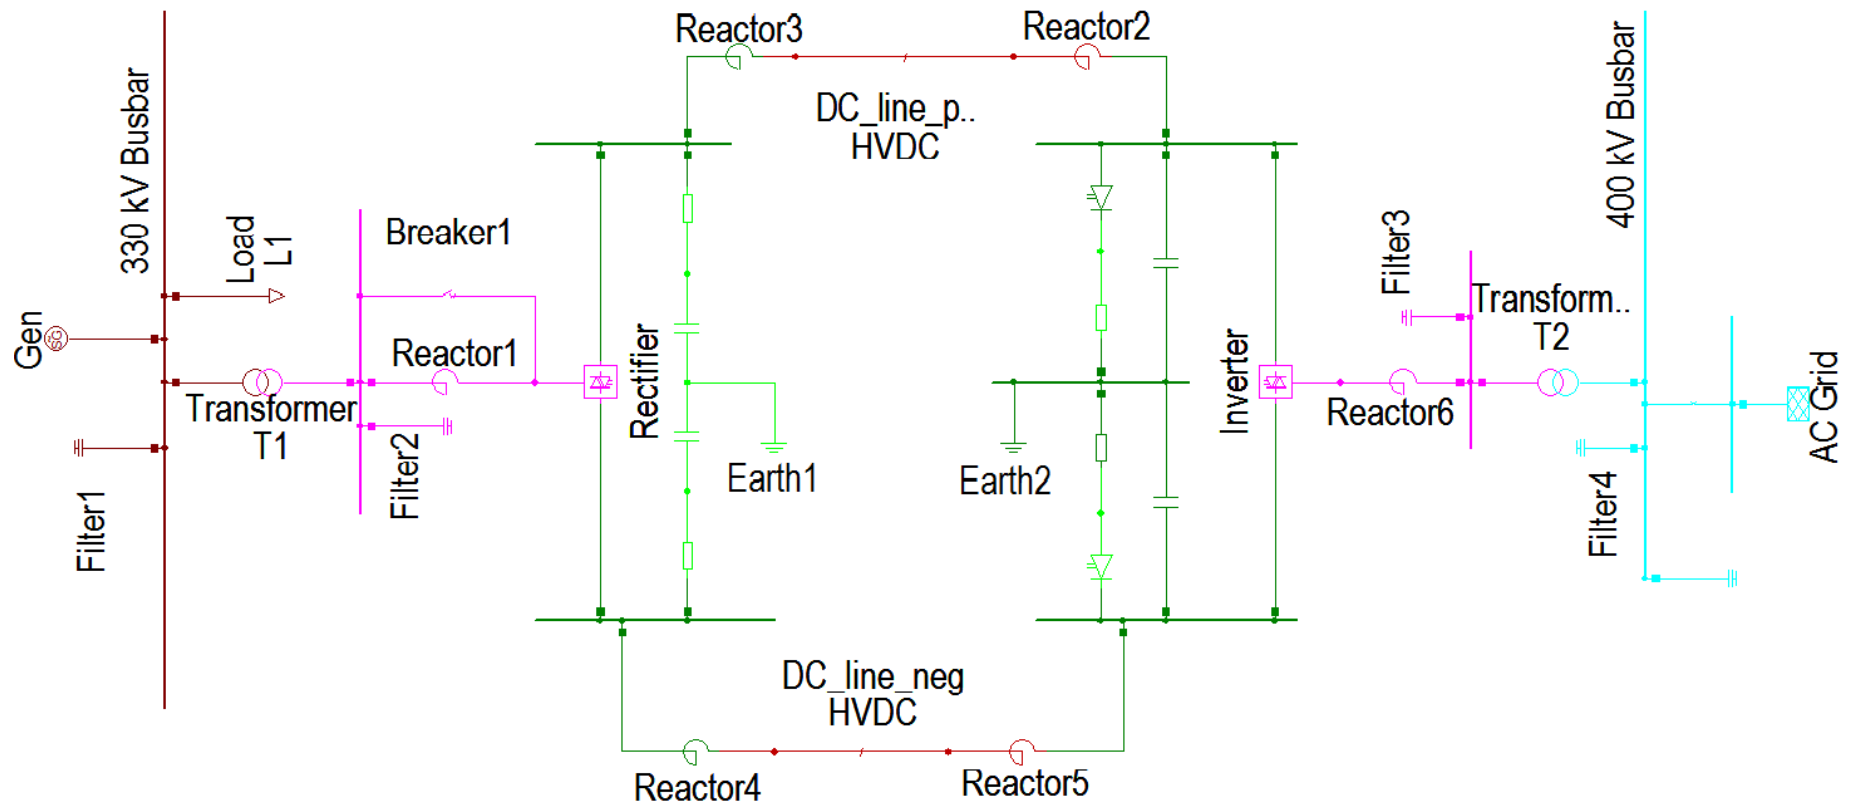 Reactor3
Reactor2
DC_line_p..
HVDC
330 kV Busbar
400 kV Busbar
Load
L1
Breaker1
Filter3
Transform..
T2
Gen
SG
Reactor1
Rectifier
Inverter
Transformer
T1
Reactor6
AC Grid
Filter2
Earth1
Earth2
Filter1
Filter4
DC_line_neg
HVDC
Reactor4
Reactor5